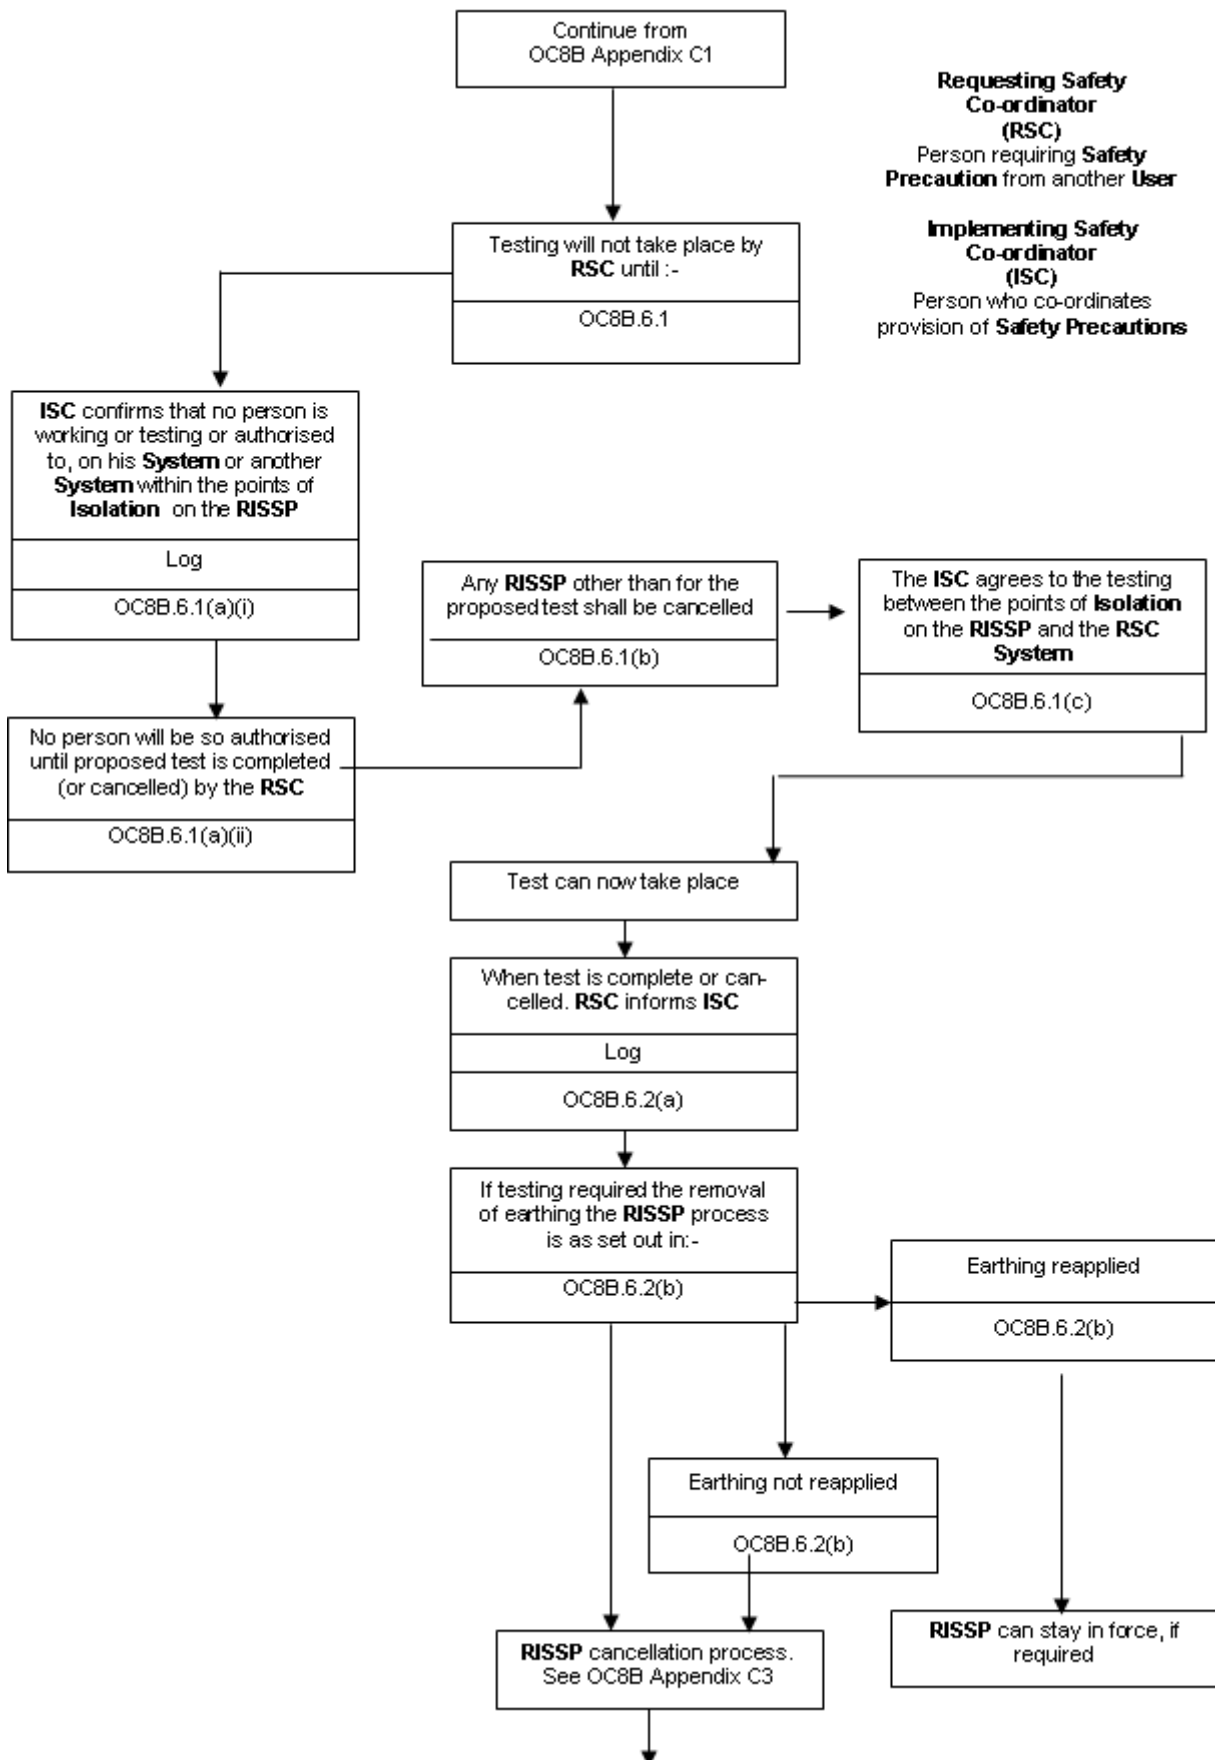 Continue from
OC8B Appendix C1
Requesting Safety
Co-ordinator
(RSC)
Person requiring Safety
Precaution from another User
Implementing Safety
Co-ordinator
(ISC)
Person who co-ordinates
provision of Safety Precautions
Testing will not take place by
RSC until :-
OC8B.6.1
ISC confirms that no person is
working or testing or authorised
to, on his System or another
System within the points of
Isolation on the RISSP
Log
OC8B.6.1(a)(i)
No person will be so authorised
until proposed test is completed
(or cancelled) by the RSC
OC8B.6.1(a)(ii)
Any RISSP other than for the
proposed test shall be cancelled
OC8B.6.1(b)
The ISC agrees to the testing
between the points of Isolation
on the RISSP and the RSC
System
OC8B.6.1(c)
Test can now take place
When test is complete or can-
celled. RSC informs ISC
Log
OC8B.6.2(a)
If testing required the removal
of earthing the RISSP process
is as set out in:-
OC8B.6.2(b)
Earthing reapplied
OC8B.6.2(b)
Earthing not reapplied
OC8B.6.2(b)
RISSP cancellation process.
See OC8B Appendix C3
RISSP can stay in force, if
required